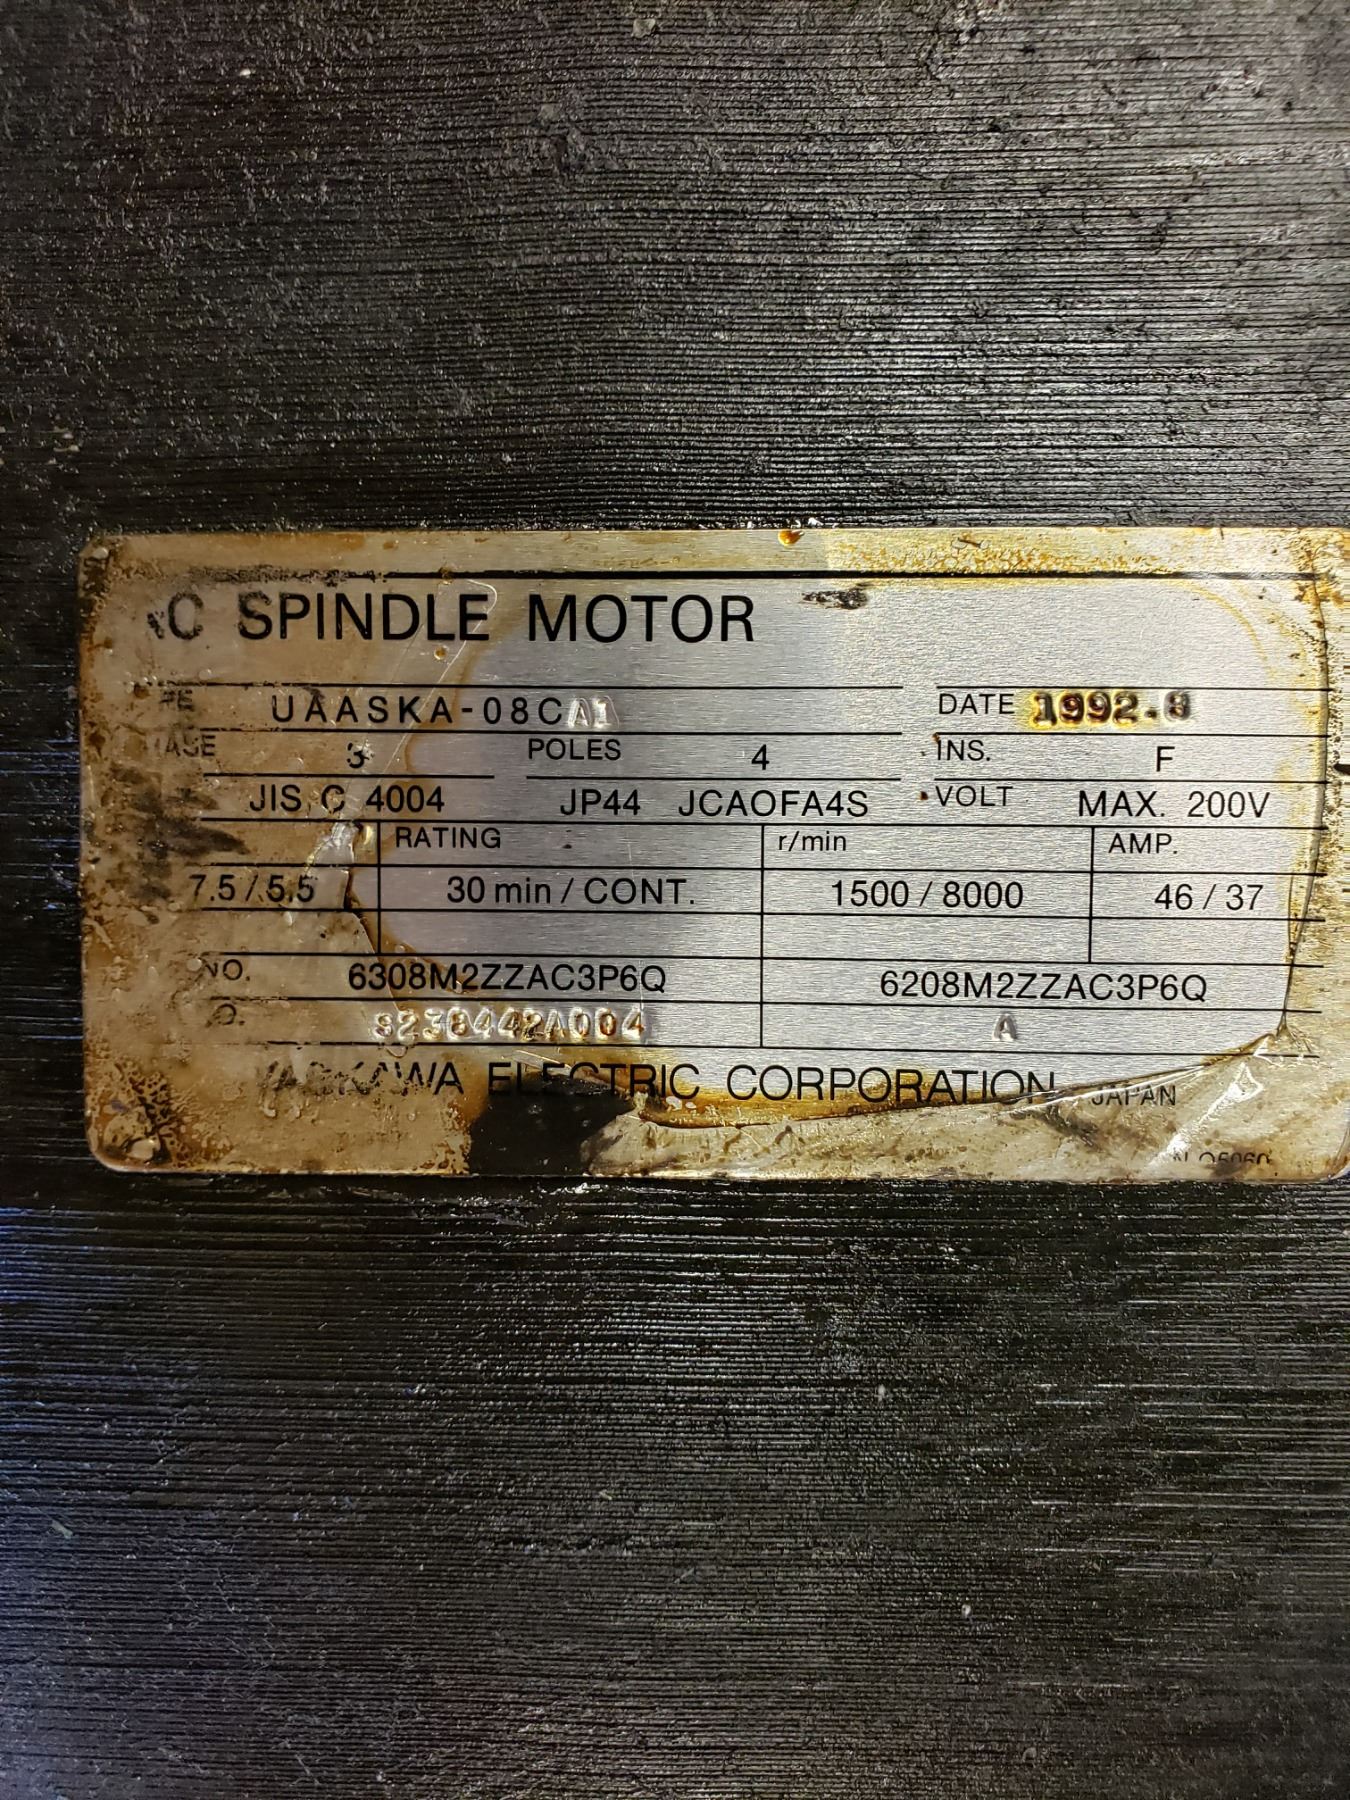 AC SPINDLE MOTOR
UAASKA-08CA1 DATE 1992.8
3 POLES 4 INS. F
JIS C 4004 JP44 JCAOFA4S VOLT MAX. 200V
RATING r/min AMP.
7.5/5.5 30 min / CONT. 1500 / 8000 46 / 37
NO. 6308M2ZZAC3P6Q 6208M2ZZAC3P6Q
A
YASKAWA ELECTRIC CORPORATION JAPAN